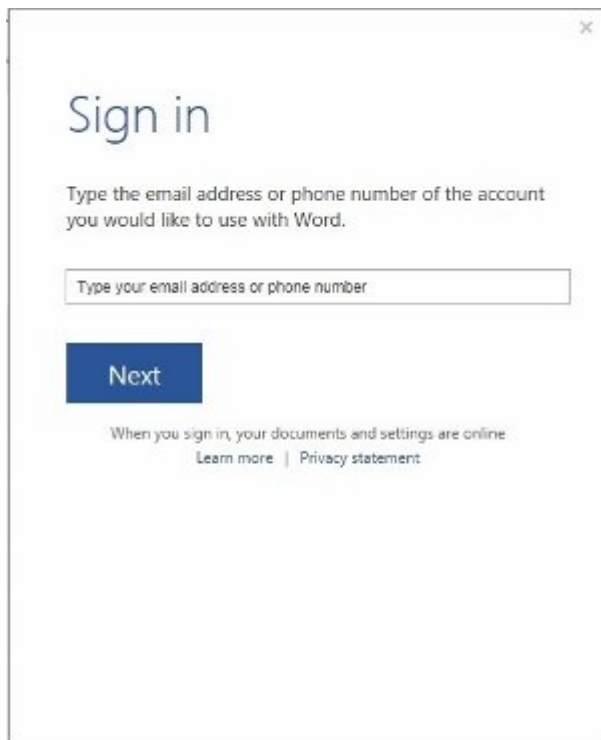 Sign in
Type the email address or phone number of the account
you would like to use with Word.
Type your email address or phone number
Next
When you sign in, your documents and settings are online
Learn more | Privacy statement